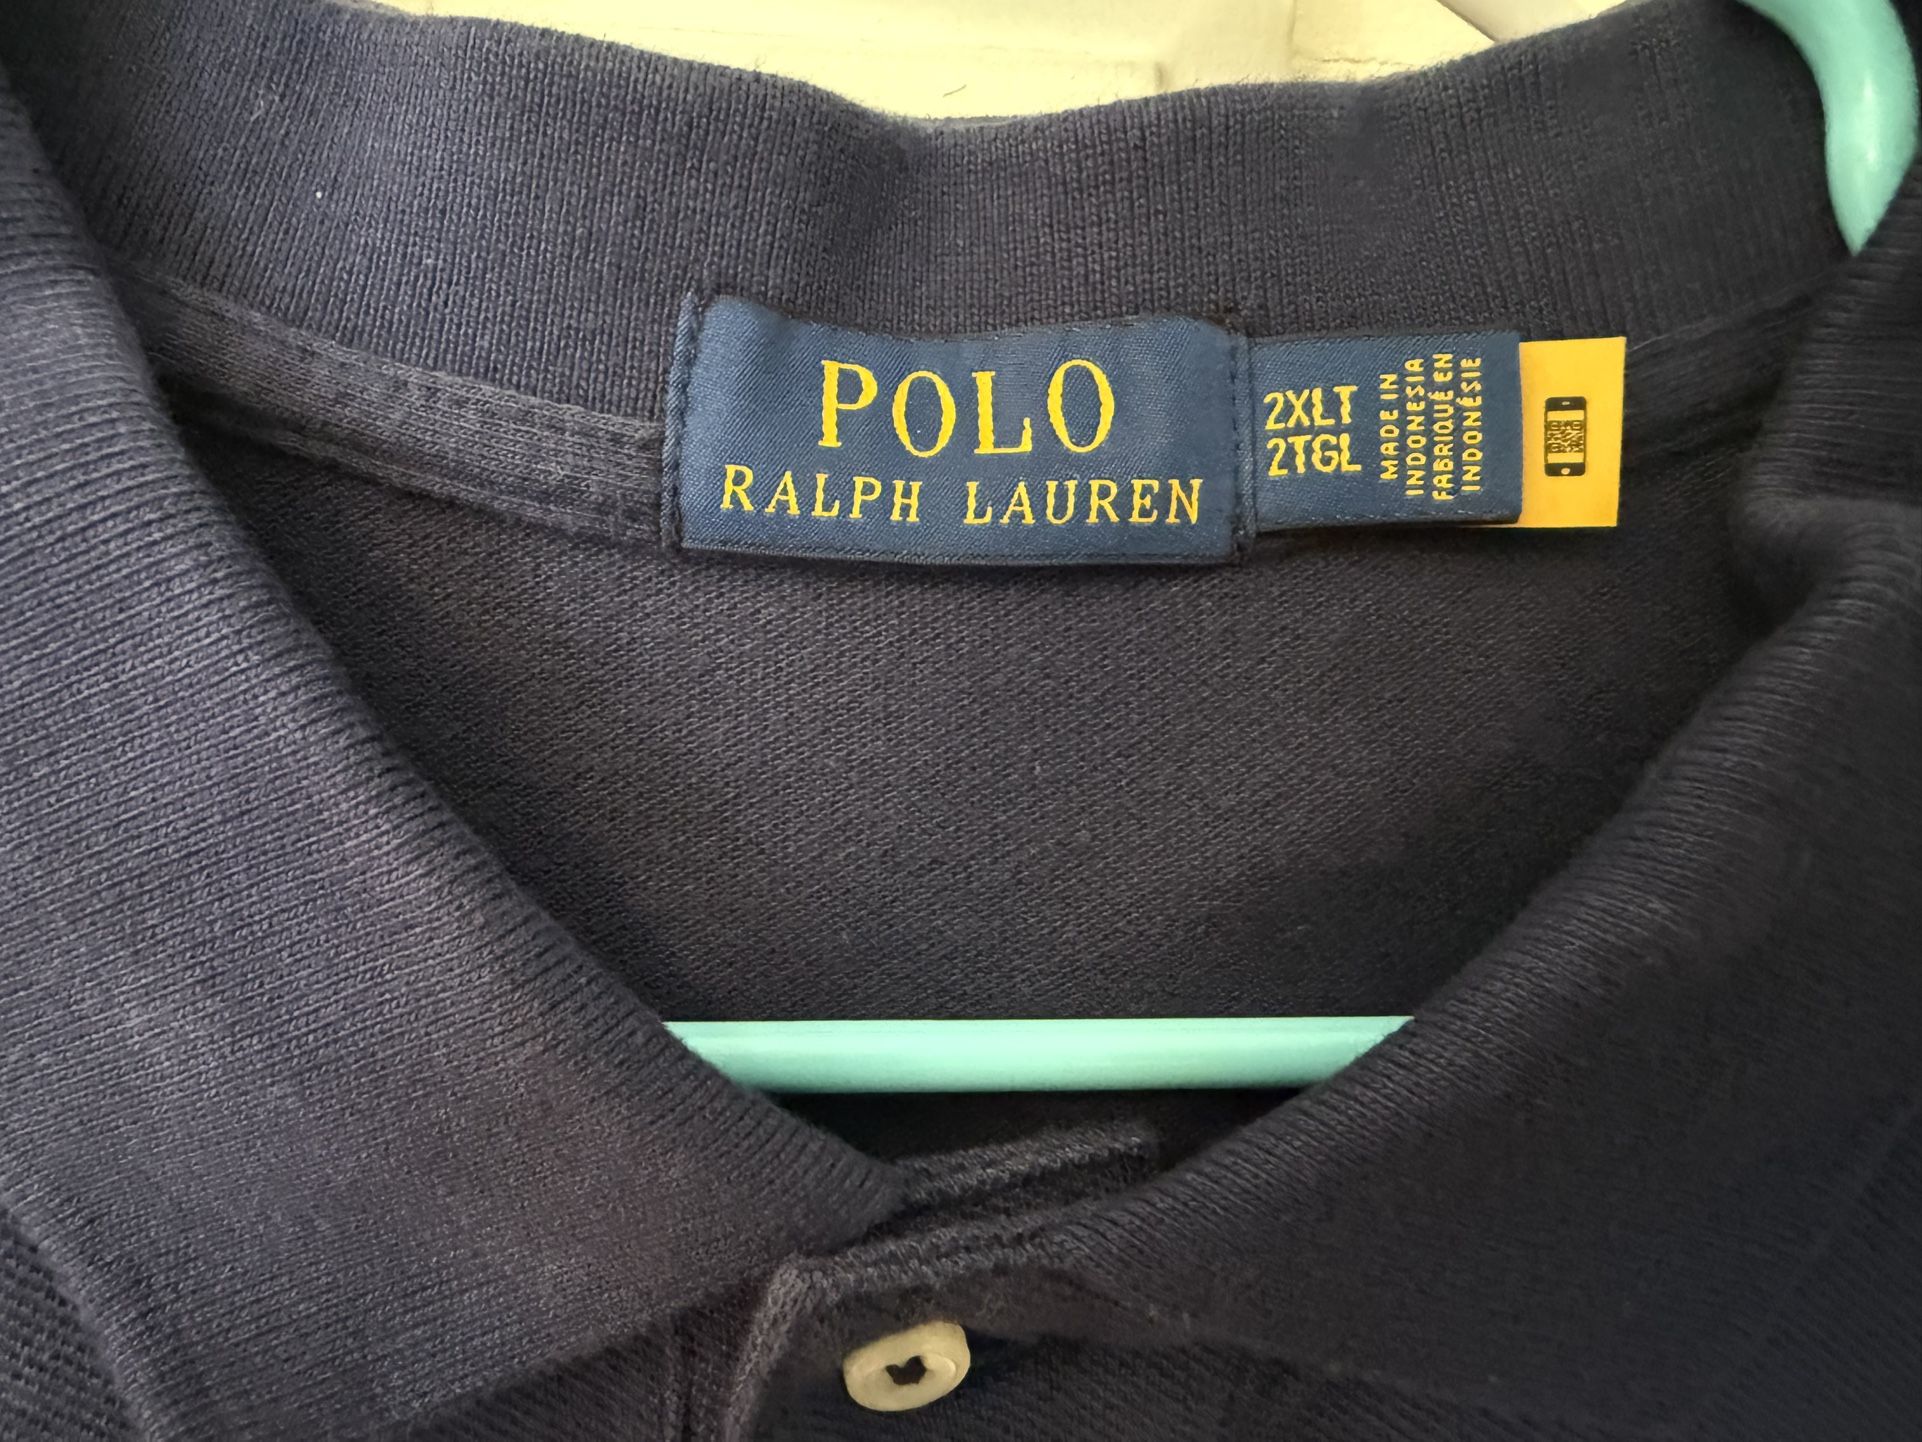 POLO
RALPH LAUREN
2XLT
2TGL
MADE IN
INDONESIA
FABRIQUÉ EN
INDONÉSIE